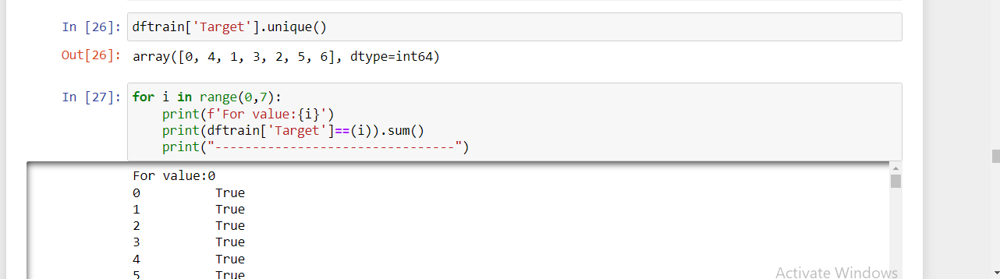 In [26]: dftrain['Target'].unique()
Out[26]: array([0, 4, 1, 3, 2, 5, 6], dtype=int64)
In [27]: for i in range(0,7):
    print(f'For value:{i}')
    print(dftrain['Target']==(i)).sum()
    print("--------------------------------")
For value:0
0          True
1          True
2          True
3          True
4          True
5          True
Activate Windows